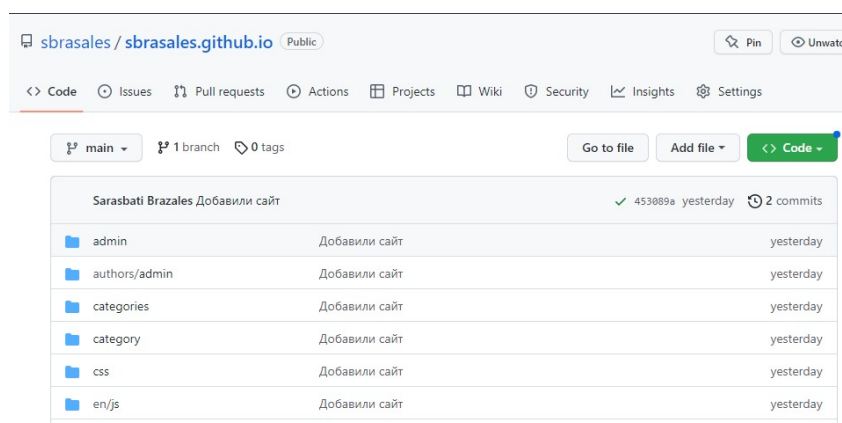 sbrasales / sbrasales.github.io Public Pin
<> Code Issues Pull requests Actions Projects Wiki Security Insights Settings
main 1 branch 0 tags Go to file Add file <> Code
Sarasbati Brazales Добавили сайт 453089a yesterday 2 commits
admin Добавили сайт yesterday
authors/admin Добавили сайт yesterday
categories Добавили сайт yesterday
category Добавили сайт yesterday
css Добавили сайт yesterday
en/js Добавили сайт yesterday